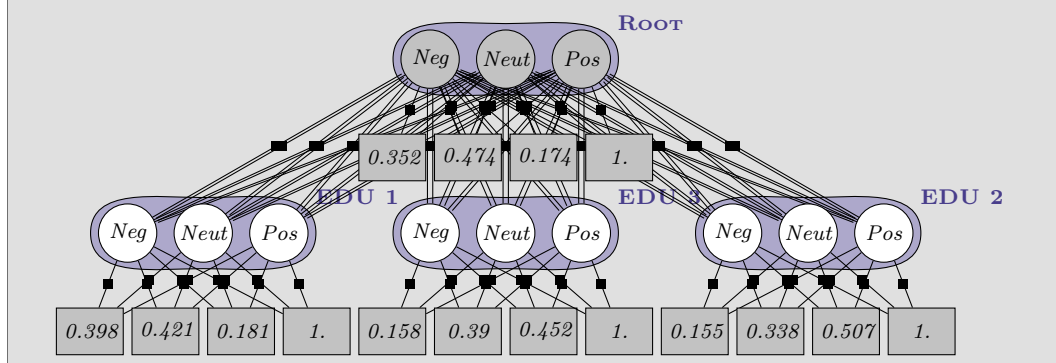 Root
Neg Neut Pos
0.352 0.474 0.174 1.
EDU 1 EDU 3 EDU 2
Neg Neut Pos Neg Neut Pos Neg Neut Pos
0.398 0.421 0.181 1. 0.158 0.39 0.452 1. 0.155 0.338 0.507 1.